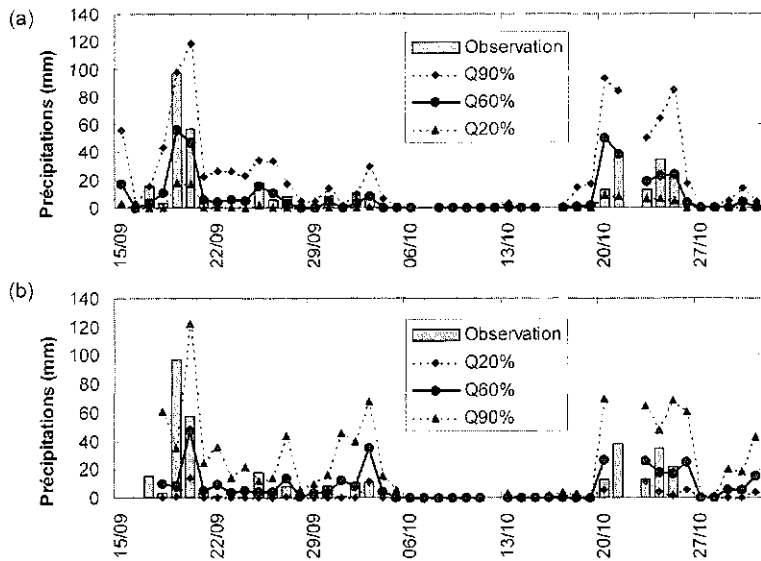 (a)
Précipitations (mm)
140
120
100
80
60
40
20
0
Observation
Q90%
Q60%
Q20%
15/09
22/09
29/09
06/10
13/10
20/10
27/10
(b)
Précipitations (mm)
140
120
100
80
60
40
20
0
Observation
Q20%
Q60%
Q90%
15/09
22/09
29/09
06/10
13/10
20/10
27/10